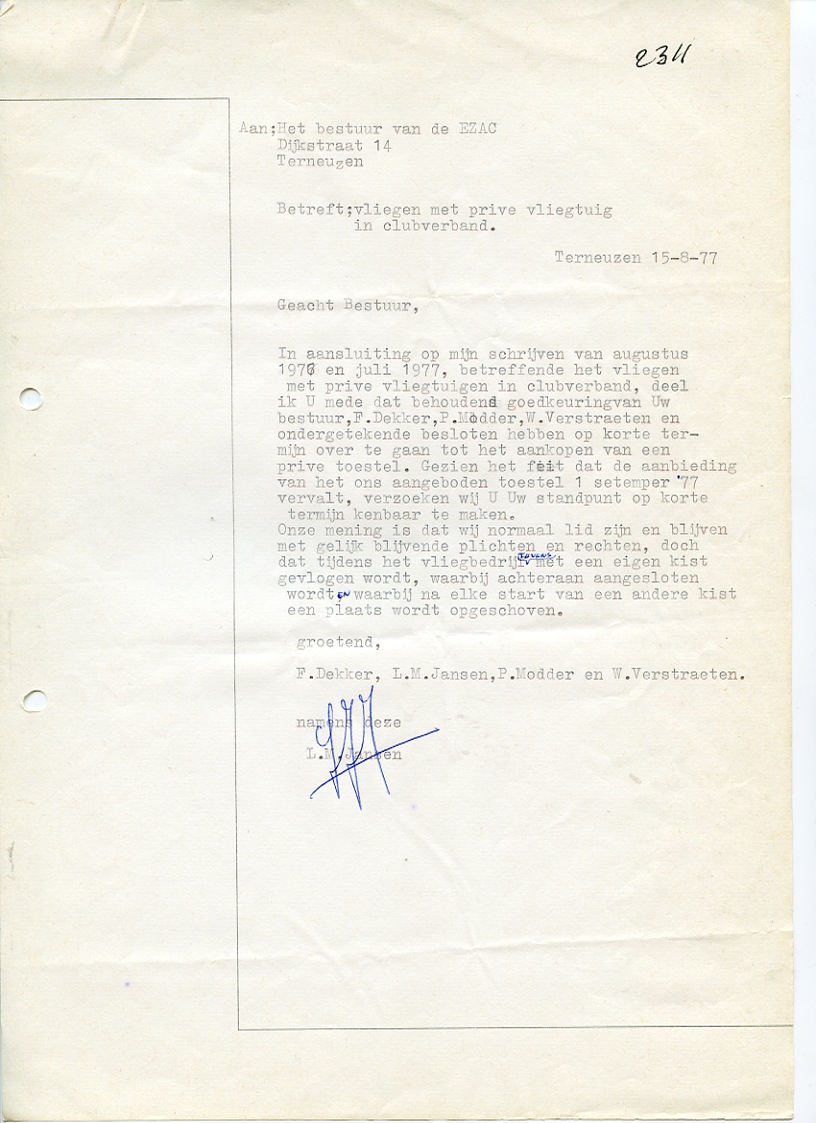 2311
Aan;Het bestuur van de EZAC
Dijkstraat 14
Terneugen
Betreft;vliegen met prive vliegtuig
in clubverband.
Terneuzen 15-8-77
Geacht Bestuur,
In aansluiting op mijn schrijven van augustus
1976 en juli 1977, betreffende het vliegen
met prive vliegtuigen in clubverband, deel
ik U mede dat behoudend goedkeuringvan Uw
bestuur,F.Dekker,P.Modder,W.Verstraeten en
ondergetekende besloten hebben op korte ter-
mijn over te gaan tot het aankopen van een
prive toestel. Gezien het feit dat de aanbieding
van het ons aangeboden toestel 1 setemper '77
vervalt, verzoeken wij U Uw standpunt op korte
termijn kenbaar te maken.
Onze mening is dat wij normaal lid zijn en blijven
met gelijk blijvende plichten en rechten, doch
dat tijdens het vliegbedrijf tevens met een eigen kist
gevlogen wordt, waarbij achteraan aangesloten
wordt EN waarbij na elke start van een andere kist
een plaats wordt opgeschoven.
groetend,
F.Dekker, L.M.Jansen,P.Modder en W.Verstraeten.
namens deze
L.M.Jansen